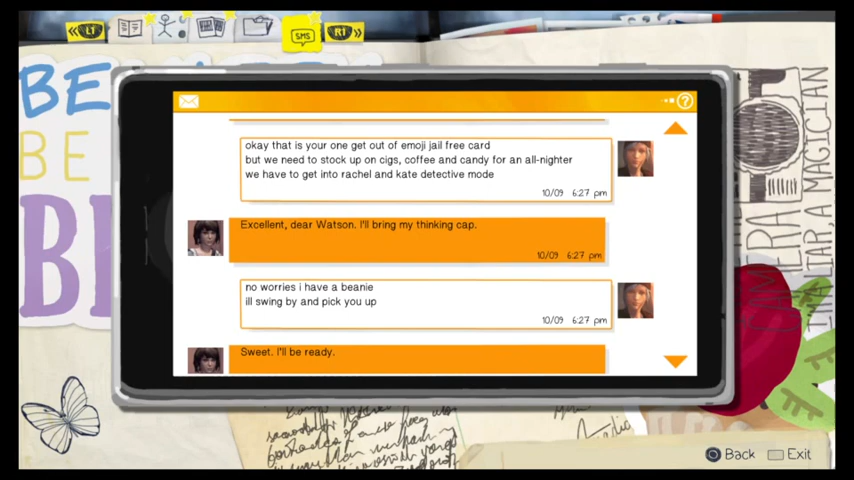 L1
SMS
R1
BE
BE
B
okay that is your one get out of emoji jail free card
but we need to stock up on cigs, coffee and candy for an all-nighter
we have to get into rachel and kate detective mode
10/09 6:27 pm
Excellent, dear Watson. I'll bring my thinking cap.
10/09 6:27 pm
no worries i have a beanie
ill swing by and pick you up
10/09 6:27 pm
Sweet. I'll be ready.
CAMERA
LIAR, A MAGICIAN
Back
Exit